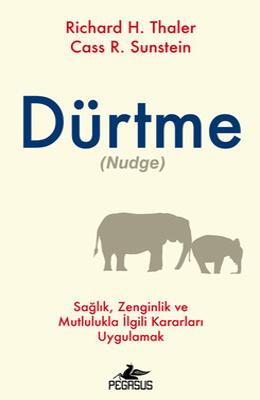 Richard H. Thaler
Cass R. Sunstein
Dürtme
(Nudge)
Sağlık, Zenginlik ve
Mutlulukla İlgili Kararları
Uygulamak
PEGASUS